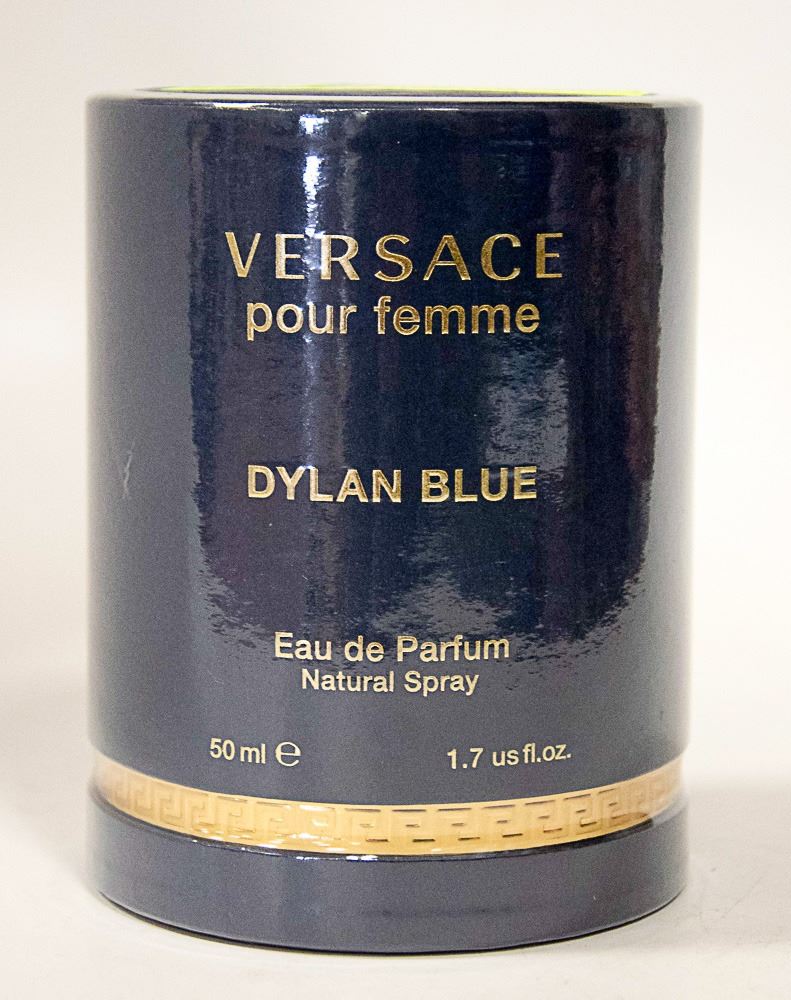 VERSACE
pour femme
DYLAN BLUE
Eau de Parfum
Natural Spray
50 ml ℮ 1.7 us fl.oz.